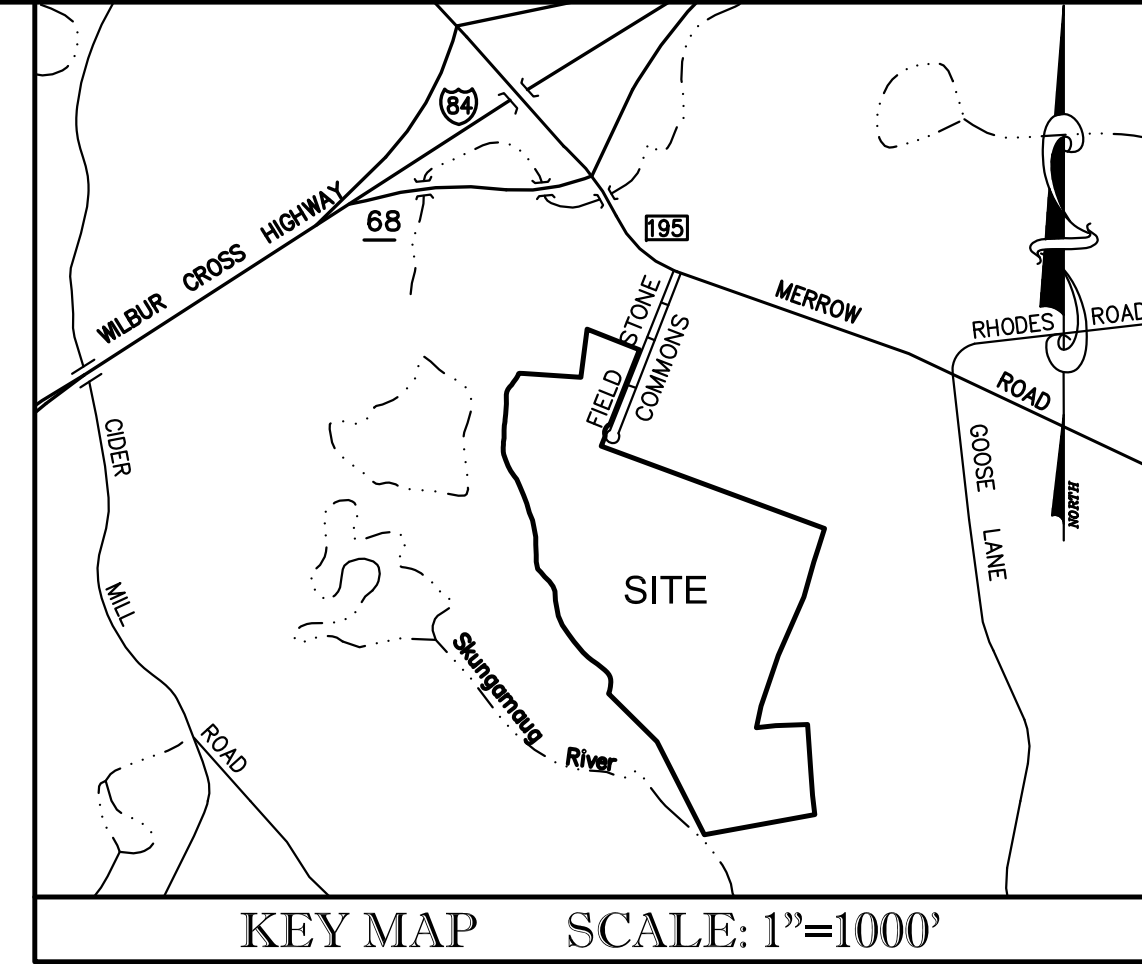 84
WILBUR CROSS HIGHWAY
68
195
MERROW
ROAD
RHODES ROAD
FIELD STONE
COMMONS
GOOSE LANE
NORTH
CIDER
MILL
ROAD
SITE
Skungamaug
River
KEY MAP SCALE: 1"=1000'